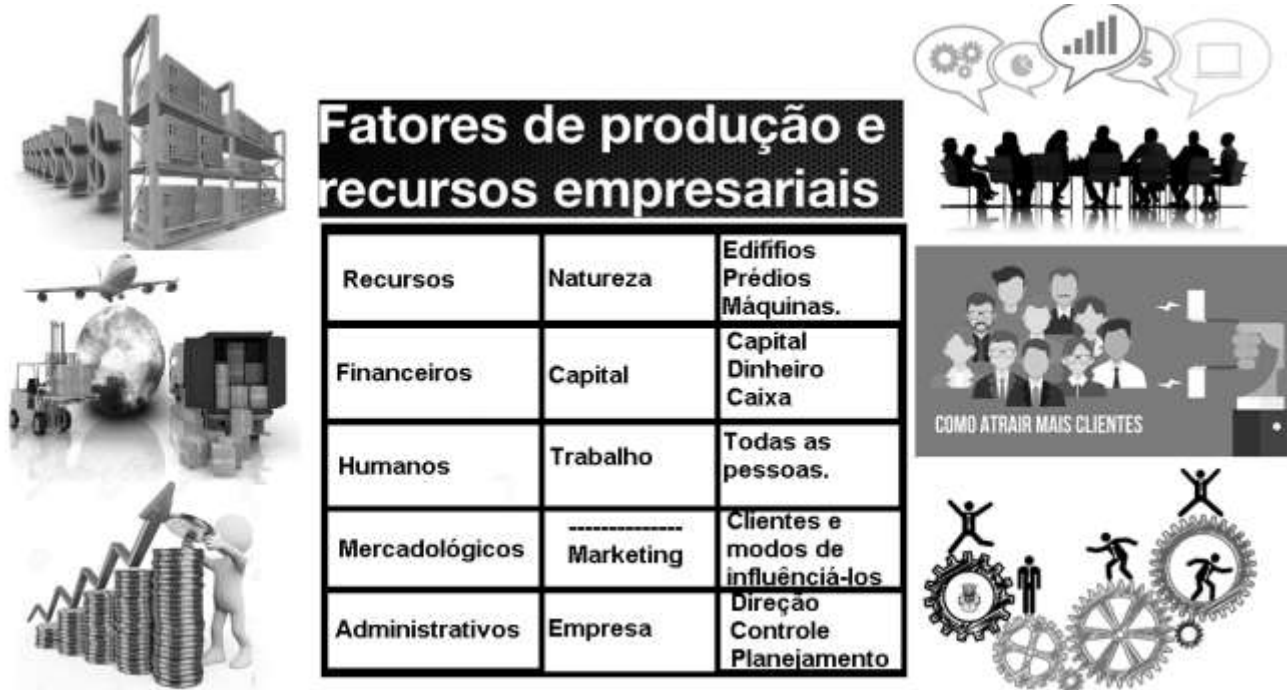 Fatores de produção e
recursos empresariais
Recursos
Natureza
Edififios
Prédios
Máquinas.
Financeiros
Capital
Capital
Dinheiro
Caixa
Humanos
Trabalho
Todas as
pessoas.
Mercadológicos
--------------
Marketing
Clientes e
modos de
influênciá-los
Administrativos
Empresa
Direção
Controle
Planejamento
$
COMO ATRAIR MAIS CLIENTES